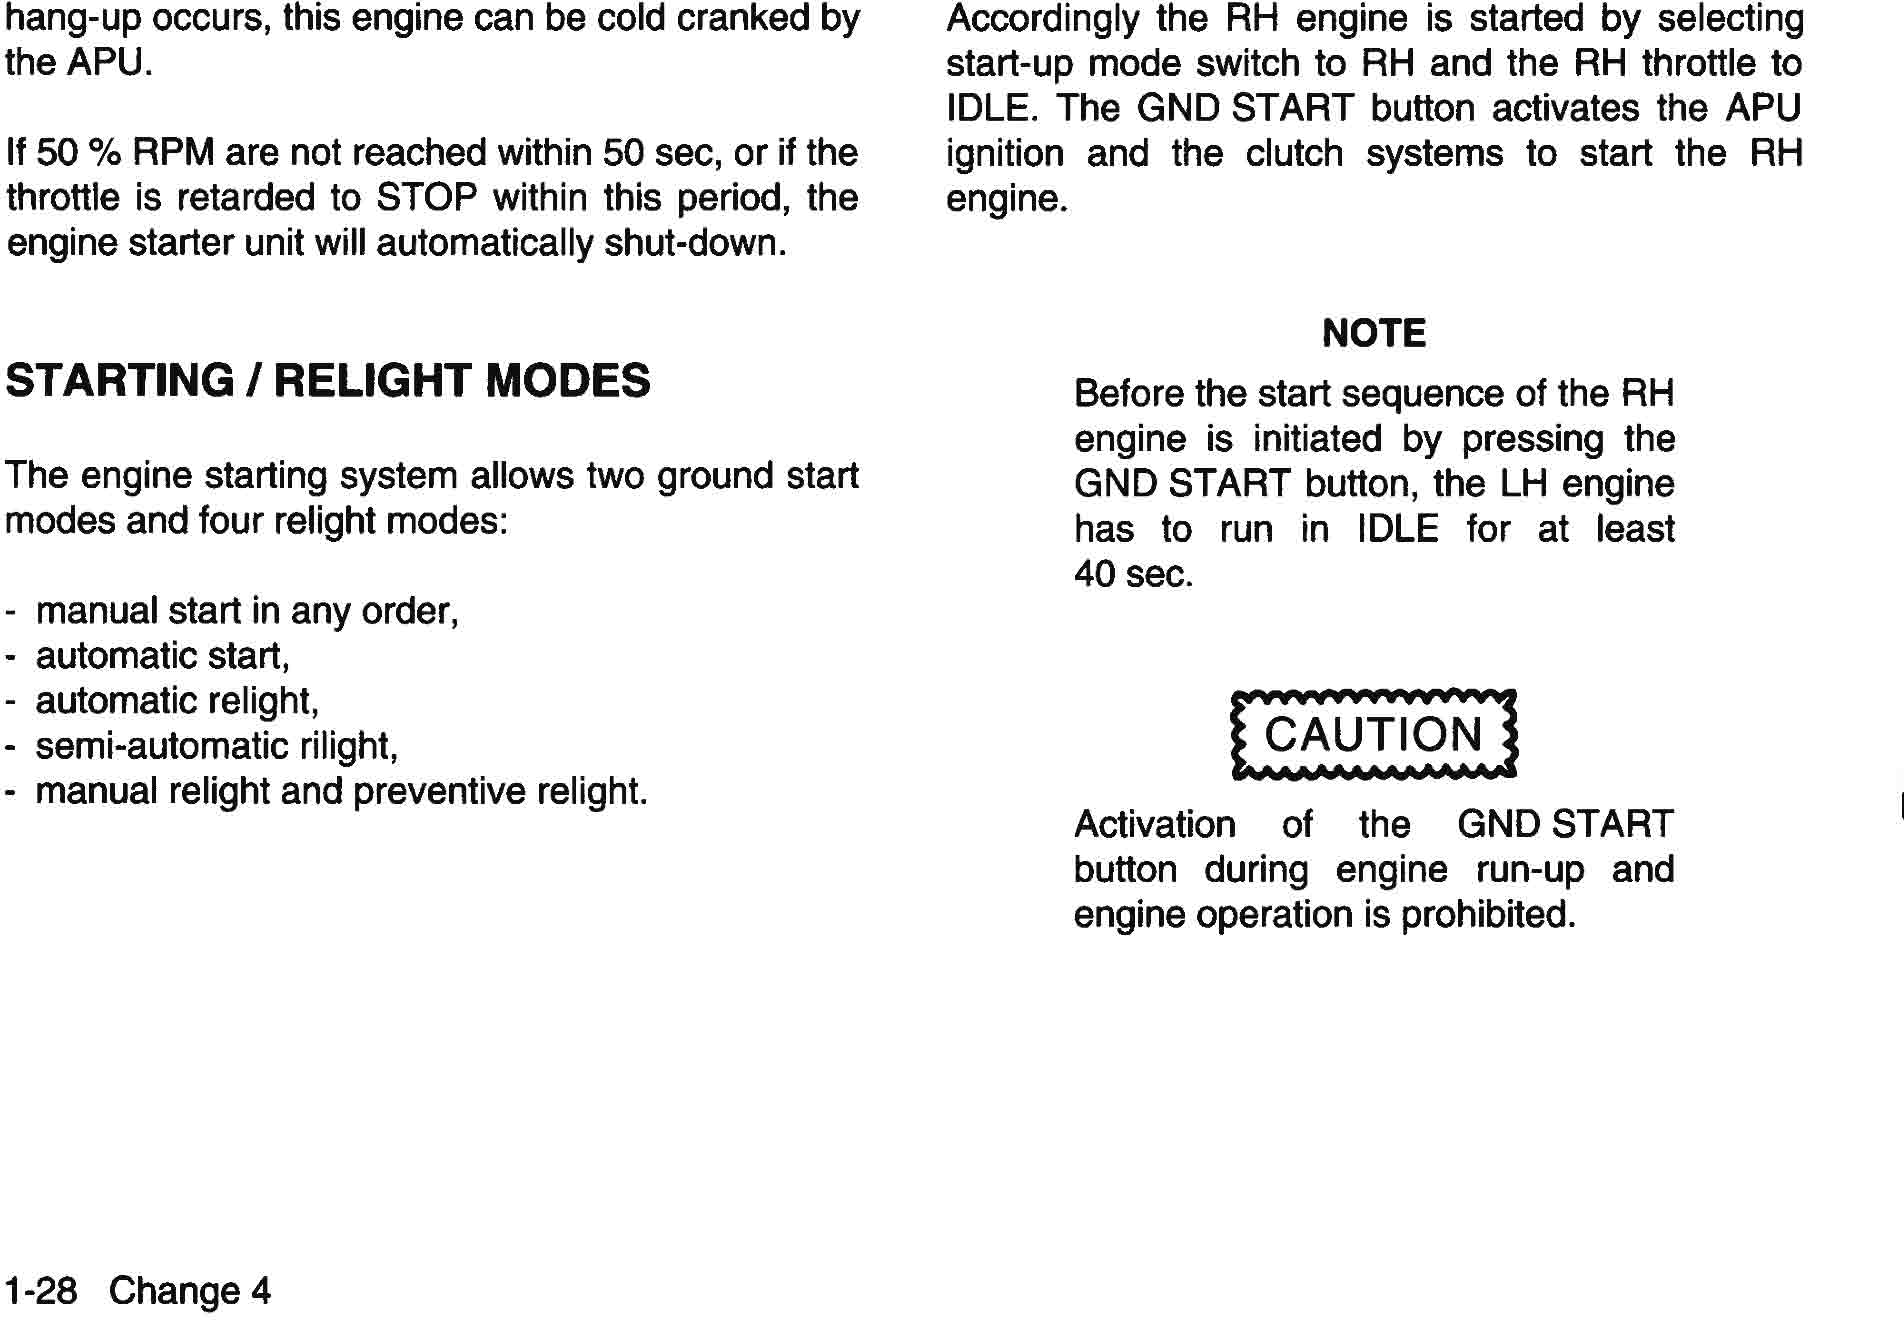 hang-up occurs, this engine can be cold cranked by
the APU.
If 50 % RPM are not reached within 50 sec, or if the
throttle is retarded to STOP within this period, the
engine starter unit will automatically shut-down.
STARTING / RELIGHT MODES
The engine starting system allows two ground start
modes and four relight modes:
- manual start in any order,
- automatic start,
- automatic relight,
- semi-automatic rilight,
- manual relight and preventive relight.
Accordingly the RH engine is started by selecting
start-up mode switch to RH and the RH throttle to
IDLE. The GND START button activates the APU
ignition and the clutch systems to start the RH
engine.
NOTE
Before the start sequence of the RH
engine is initiated by pressing the
GND START button, the LH engine
has to run in IDLE for at least
40 sec.
CAUTION
Activation of the GND START
button during engine run-up and
engine operation is prohibited.
1-28 Change 4